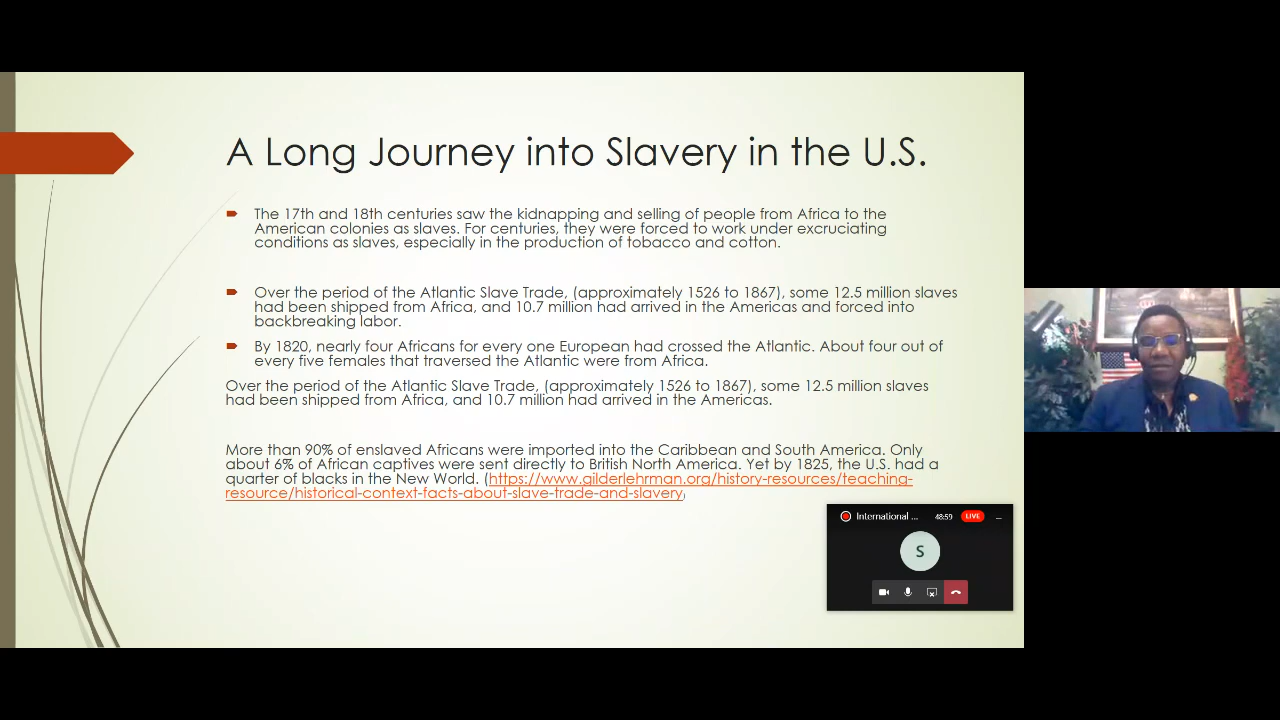 A Long Journey into Slavery in the U.S.
The 17th and 18th centuries saw the kidnapping and selling of people from Africa to the
American colonies as slaves. For centuries, they were forced to work under excruciating
conditions as slaves, especially in the production of tobacco and cotton.
Over the period of the Atlantic Slave Trade, (approximately 1526 to 1867), some 12.5 million slaves
had been shipped from Africa, and 10.7 million had arrived in the Americas and forced into
backbreaking labor.
By 1820, nearly four Africans for every one European had crossed the Atlantic. About four out of
every five females that traversed the Atlantic were from Africa.
Over the period of the Atlantic Slave Trade, (approximately 1526 to 1867), some 12.5 million slaves
had been shipped from Africa, and 10.7 million had arrived in the Americas.
More than 90% of enslaved Africans were imported into the Caribbean and South America. Only
about 6% of African captives were sent directly to British North America. Yet by 1825, the U.S. had a
quarter of blacks in the New World. (https://www.gilderlehrman.org/history-resources/teaching-
resource/historical-context-facts-about-slave-trade-and-slavery)
International ... 48:59 LIVE
S